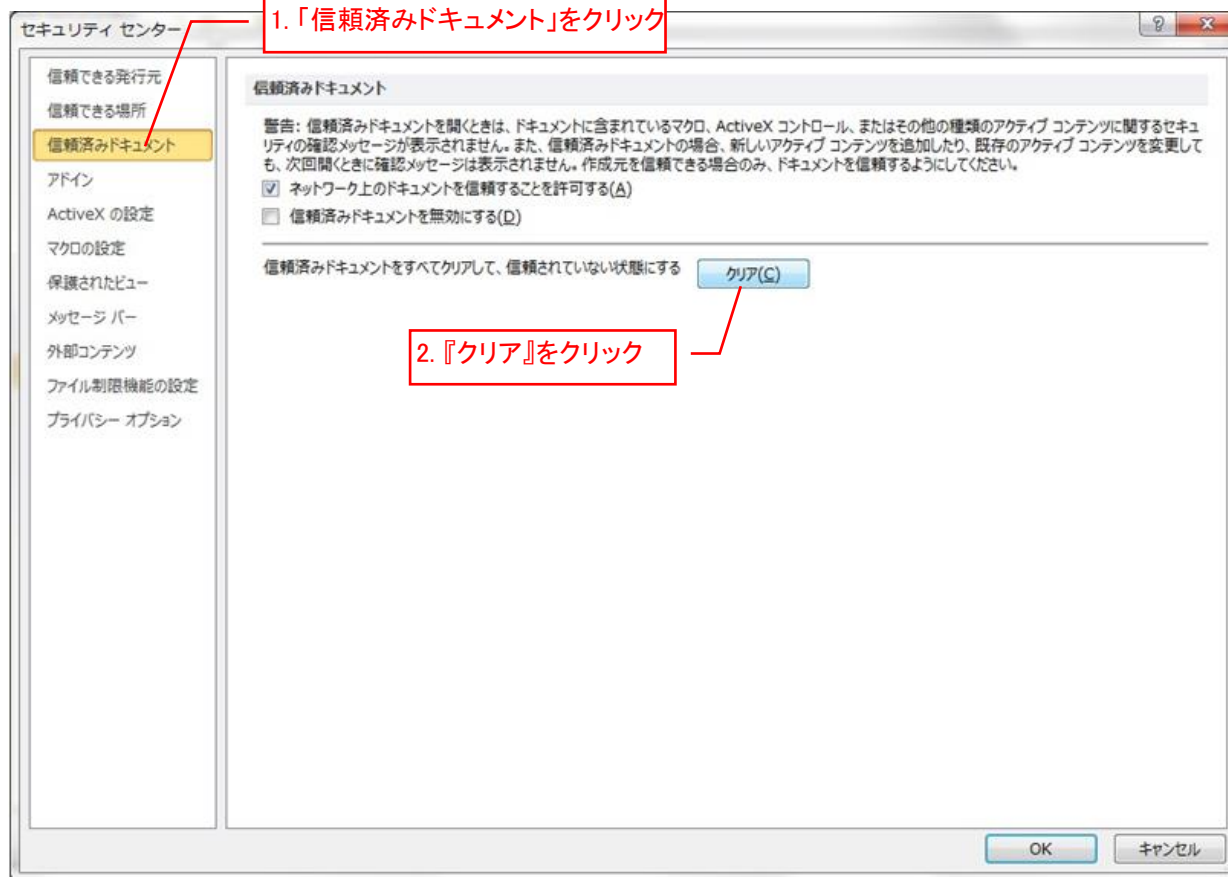 1. 「信頼済みドキュメント」をクリック
セキュリティ センター
信頼できる発行元
信頼できる場所
信頼済みドキュメント
アドイン
ActiveX の設定
マクロの設定
保護されたビュー
メッセージ バー
外部コンテンツ
ファイル制限機能の設定
プライバシー オプション
信頼済みドキュメント
警告: 信頼済みドキュメントを開くときは、ドキュメントに含まれているマクロ、ActiveX コントロール、またはその他の種類のアクティブ コンテンツに関するセキュ
リティの確認メッセージが表示されません。また、信頼済みドキュメントの場合、新しいアクティブ コンテンツを追加したり、既存のアクティブ コンテンツを変更して
も、次回開くときに確認メッセージは表示されません。作成元を信頼できる場合のみ、ドキュメントを信頼するようにしてください。
ネットワーク上のドキュメントを信頼することを許可する(A)
信頼済みドキュメントを無効にする(D)
信頼済みドキュメントをすべてクリアして、信頼されていない状態にする
クリア(C)
2. 『クリア』をクリック
OK
キャンセル